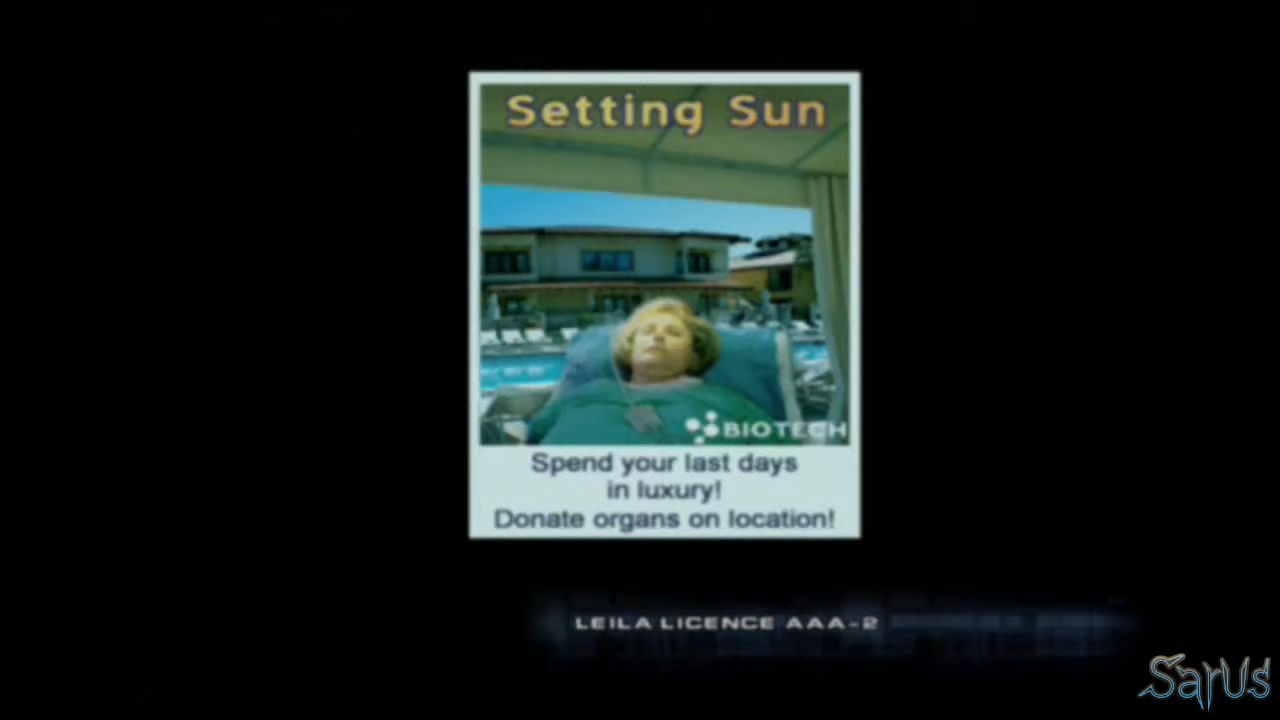 Setting Sun
BIOTECH
Spend your last days
in luxury!
Donate organs on location!
LEILA LICENCE AAA-2
SarUs